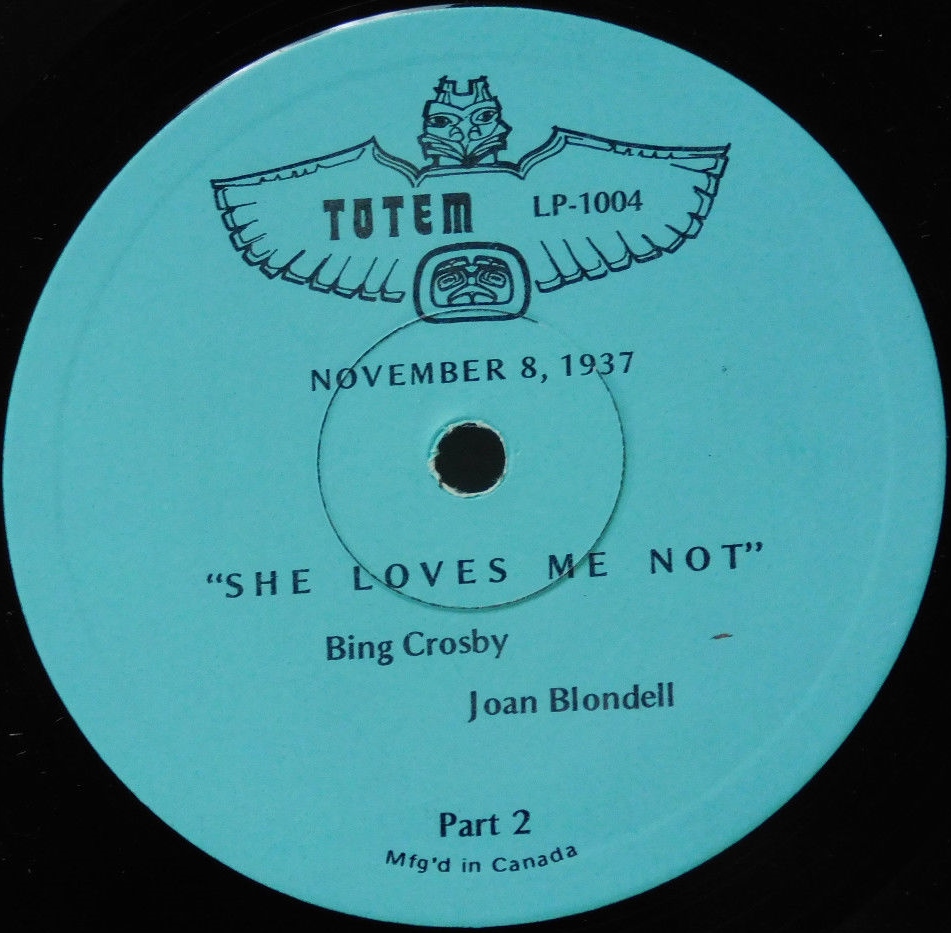 TOTEM LP-1004
NOVEMBER 8, 1937
“SHE LOVES ME NOT”
Bing Crosby
Joan Blondell
Part 2
Mfg'd in Canada